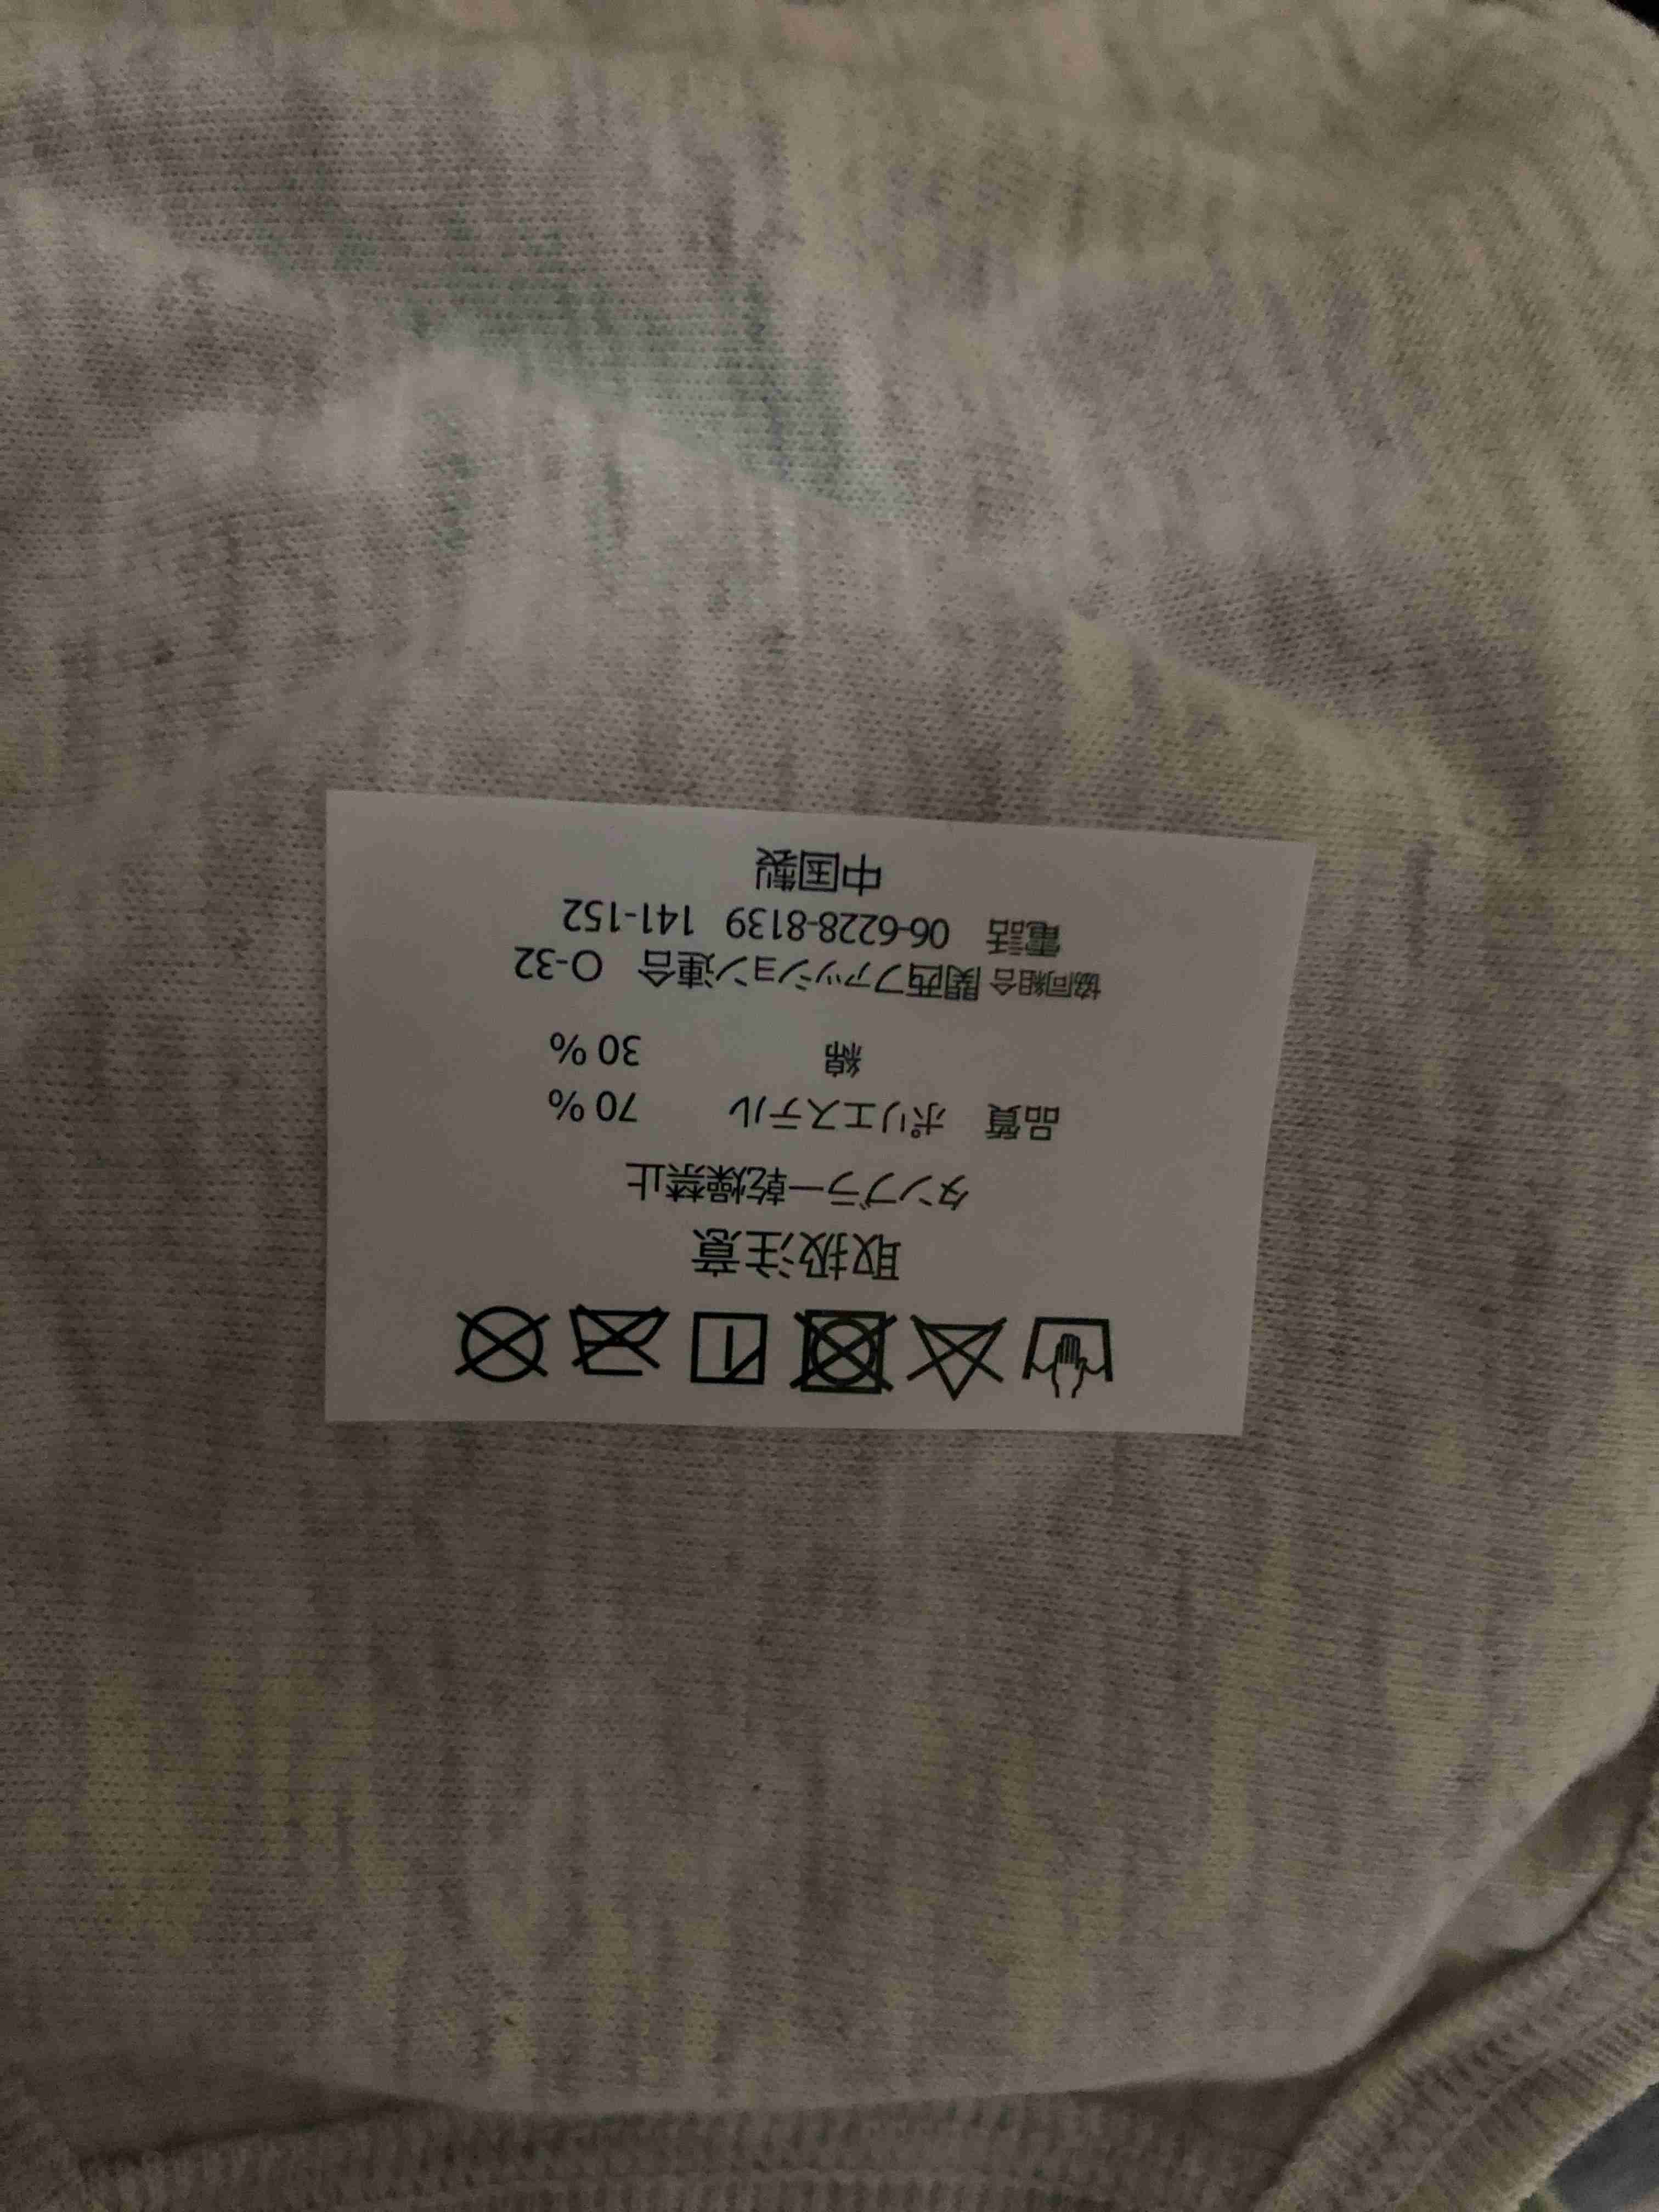 取扱注意
タンブラー乾燥禁止
品質 ポリエステル 70 %
綿 30 %
協同組合 関西ファッション連合 O-32
電話 06-6228-8139 141-152
中国製